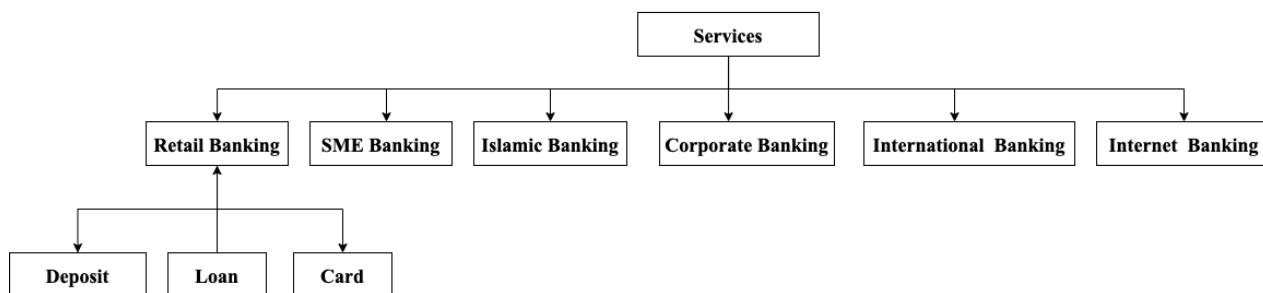 Services
Retail Banking
SME Banking
Islamic Banking
Corporate Banking
International Banking
Internet Banking
Deposit
Loan
Card